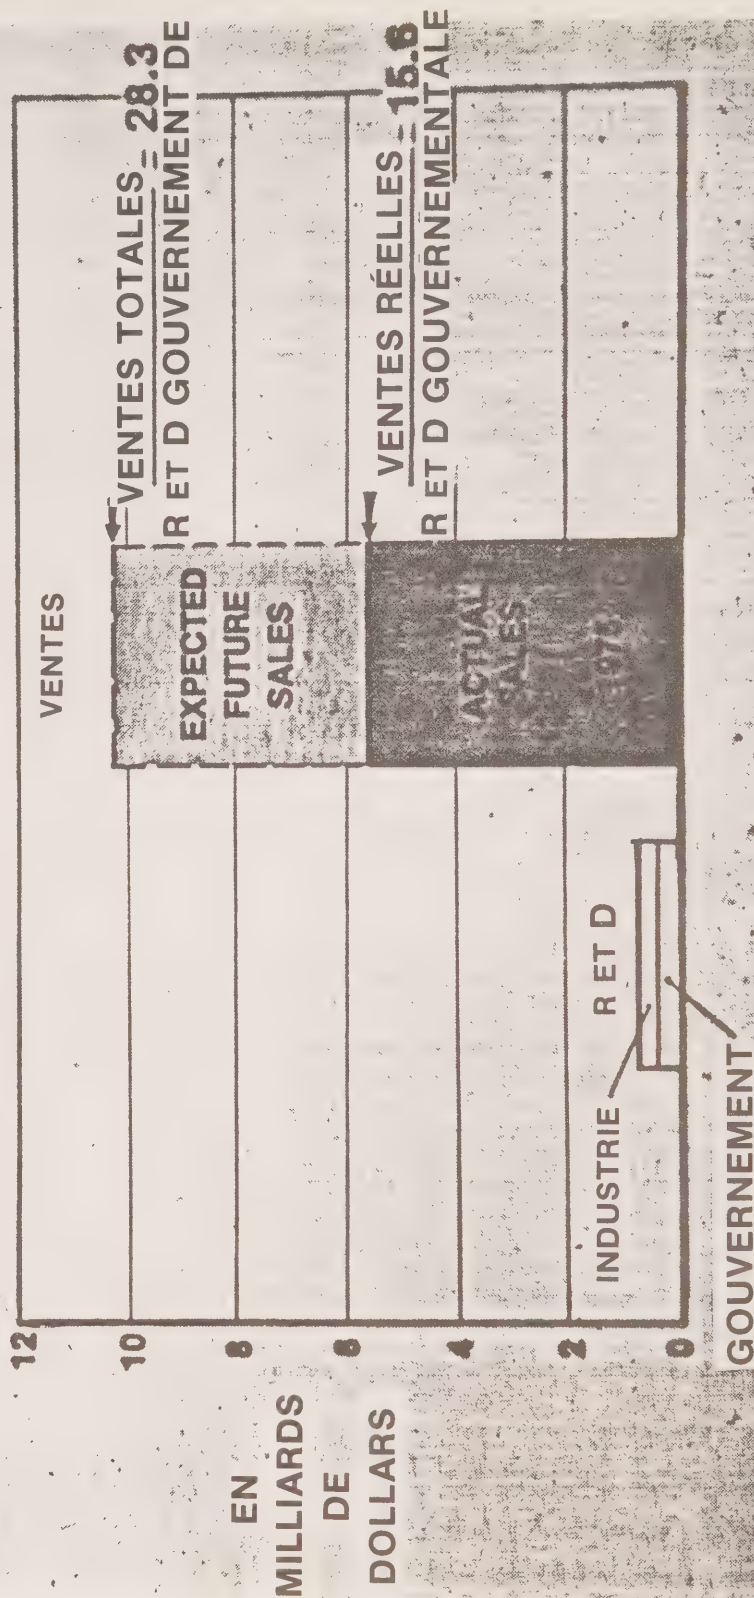 EN
MILLIARDS
DE
DOLLARS
12
10
8
6
4
2
0
VENTES
VENTES TOTALES = 28.3
R ET D GOUVERNEMENT DE
EXPECTED
FUTURE
SALES
VENTES RÉELLES = 15.6
R ET D GOUVERNEMENTALE
ACTUAL
SALES
R ET D
INDUSTRIE
GOUVERNEMENT